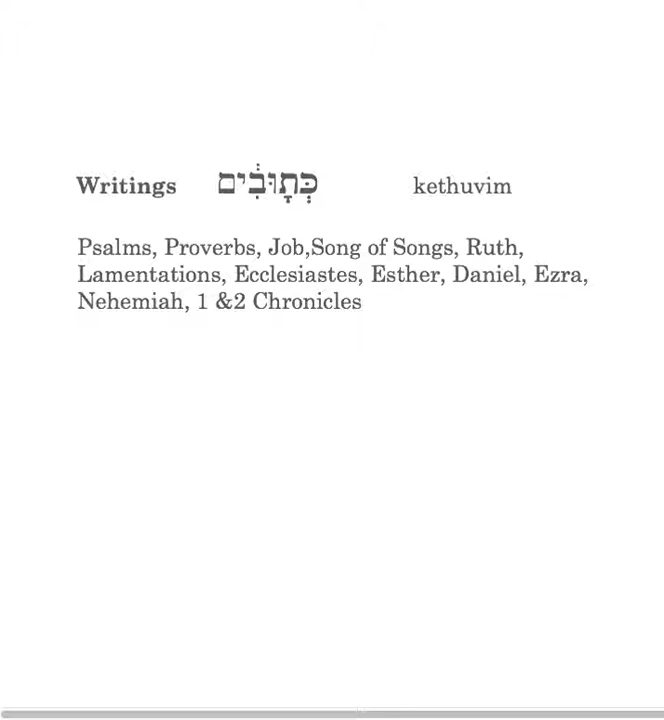 Writings כְּתָוּבִ֔ים kethuvim
Psalms, Proverbs, Job,Song of Songs, Ruth,
Lamentations, Ecclesiastes, Esther, Daniel, Ezra,
Nehemiah, 1 &2 Chronicles